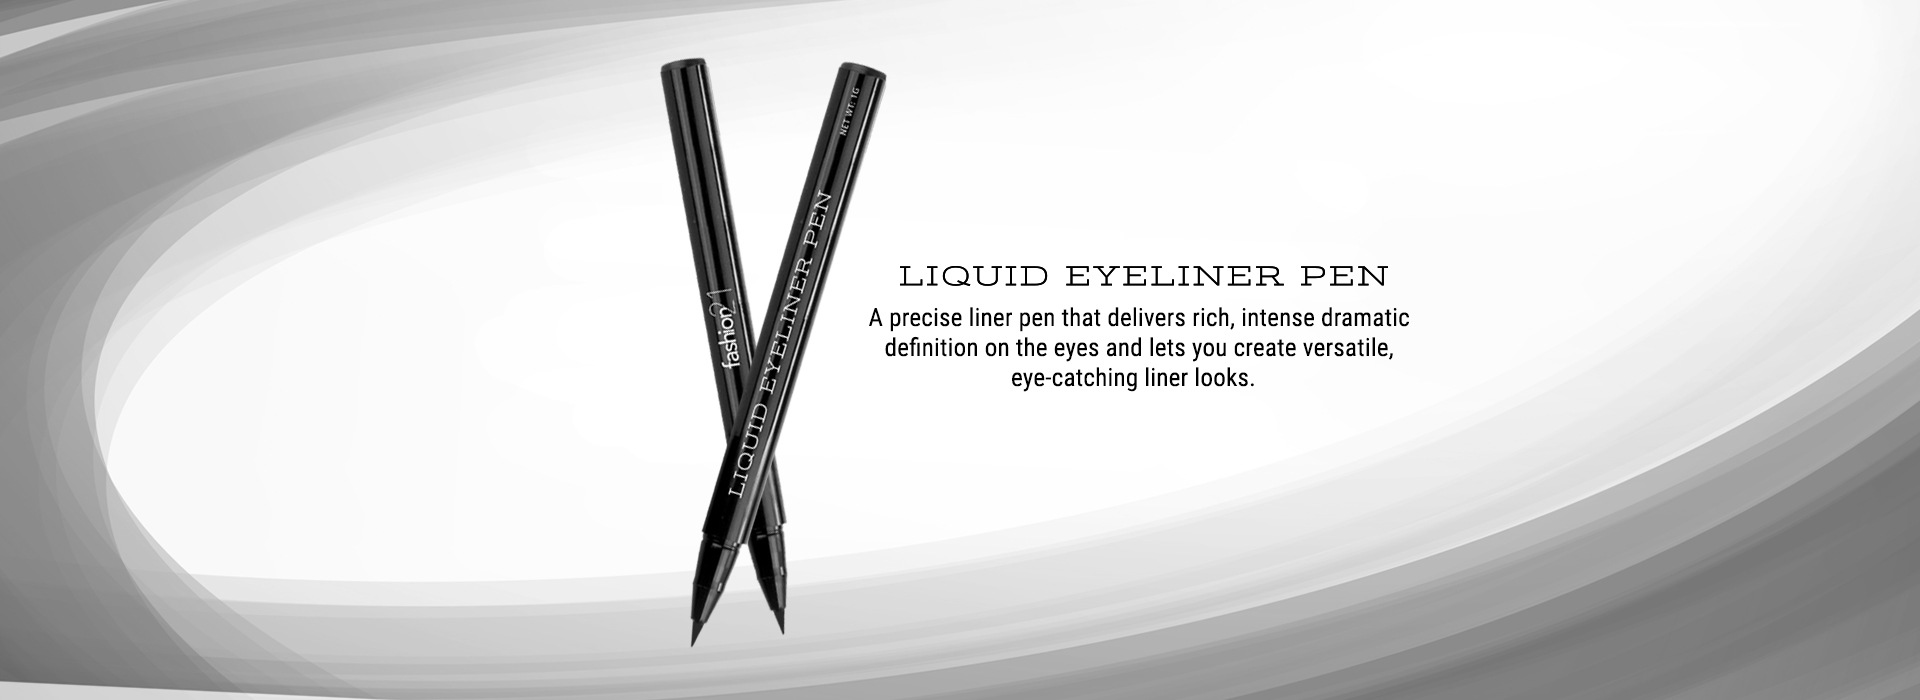 fashion21
LIQUID EYELINER PEN
NET WT: 1G
LIQUID EYELINER PEN
A precise liner pen that delivers rich, intense dramatic
definition on the eyes and lets you create versatile,
eye-catching liner looks.